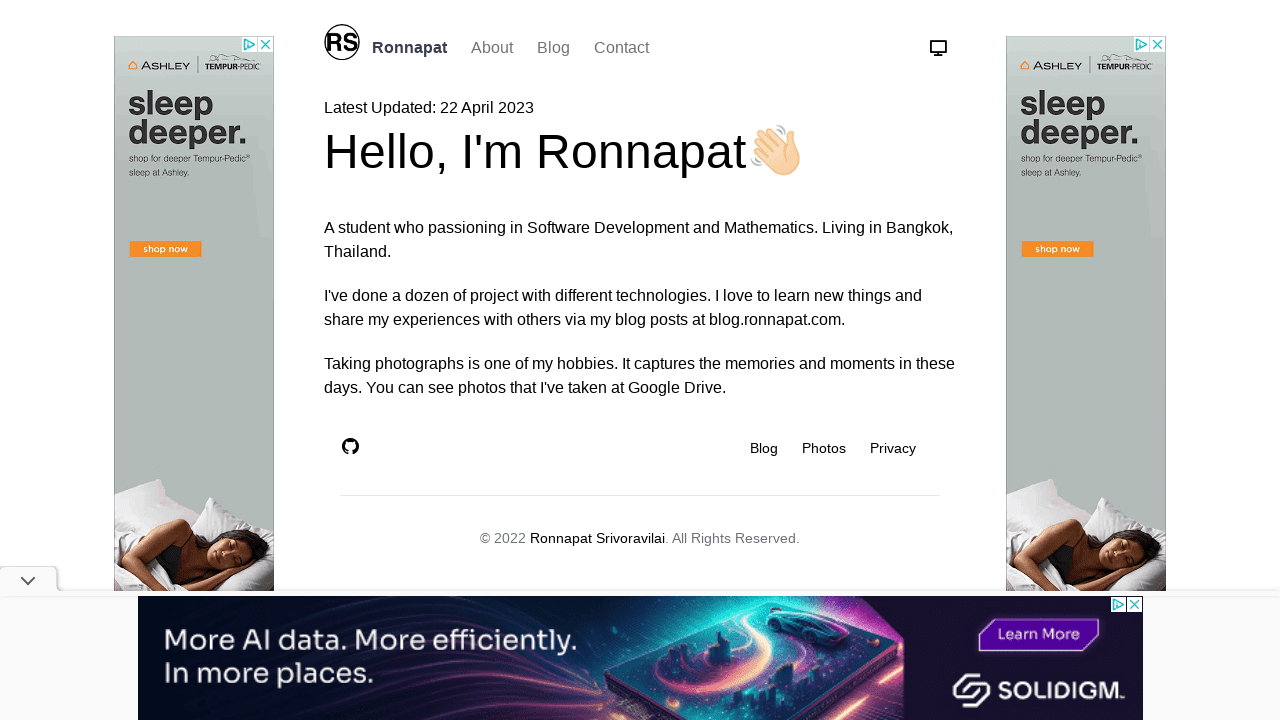 RS
Ronnapat
About
Blog
Contact
ASHLEY
TEMPUR-PEDIC
sleep
deeper.
shop for deeper Tempur-Pedic®
sleep at Ashley.
shop now
Latest Updated: 22 April 2023
Hello, I'm Ronnapat👋🏻
A student who passioning in Software Development and Mathematics. Living in Bangkok,
Thailand.
I've done a dozen of project with different technologies. I love to learn new things and
share my experiences with others via my blog posts at blog.ronnapat.com.
Taking photographs is one of my hobbies. It captures the memories and moments in these
days. You can see photos that I've taken at Google Drive.
Blog
Photos
Privacy
© 2022 Ronnapat Srivoravilai. All Rights Reserved.
ASHLEY
TEMPUR-PEDIC
sleep
deeper.
shop for deeper Tempur-Pedic®
sleep at Ashley.
shop now
More AI data. More efficiently.
In more places.
Learn More
SOLIDIGM™